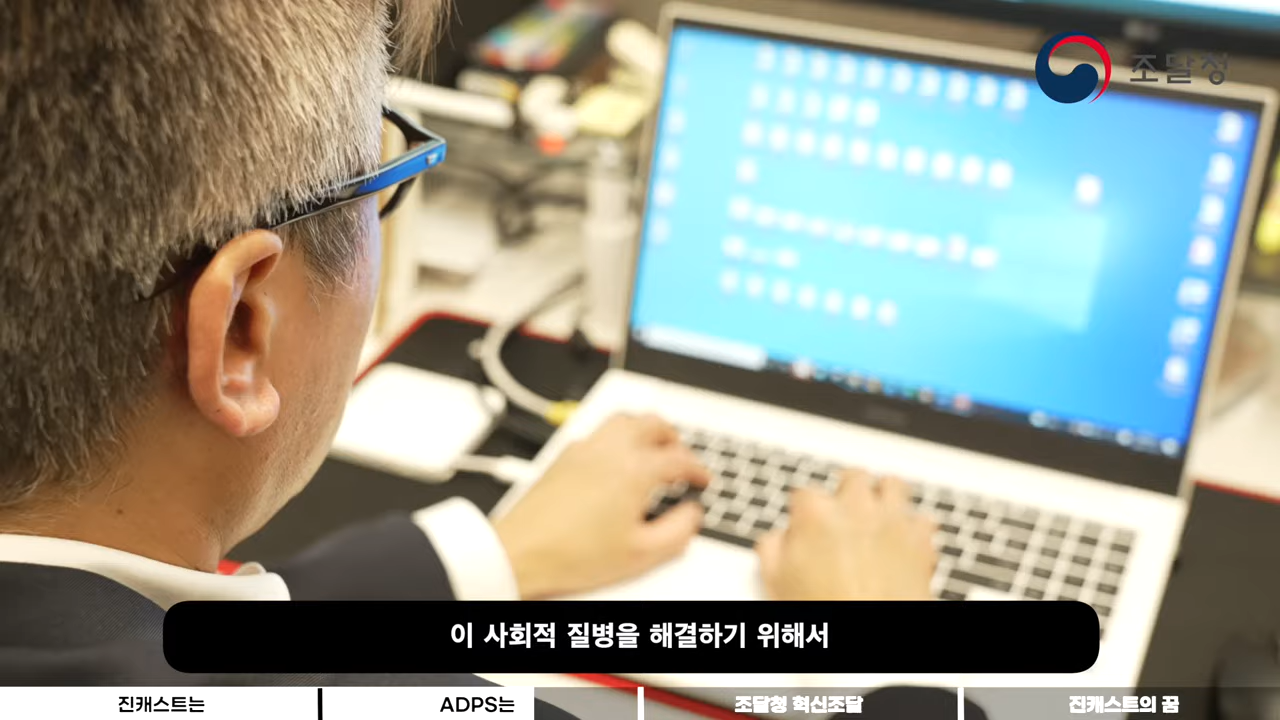 조달청
이 사회적 질병을 해결하기 위해서
진캐스트는
ADPS는
조달청 혁신조달
진캐스트의 꿈